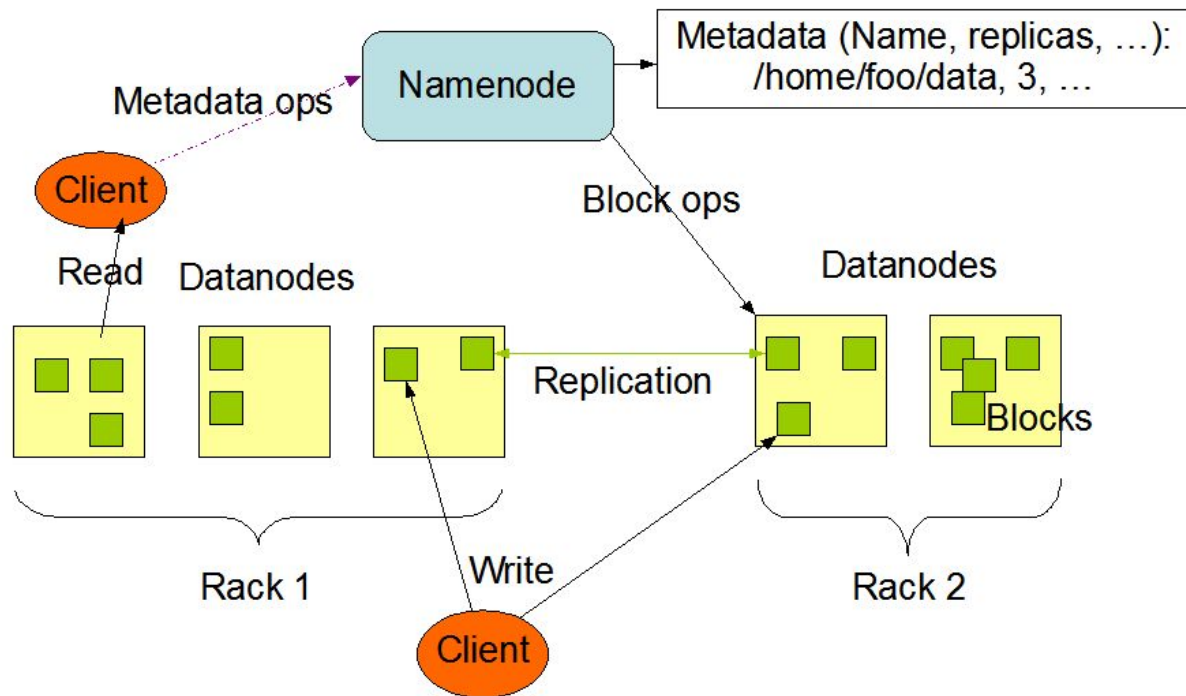 Metadata (Name, replicas, …):
/home/foo/data, 3, …
Namenode
Metadata ops
Client
Block ops
Read
Datanodes
Datanodes
Replication
Blocks
Rack 1
Write
Rack 2
Client